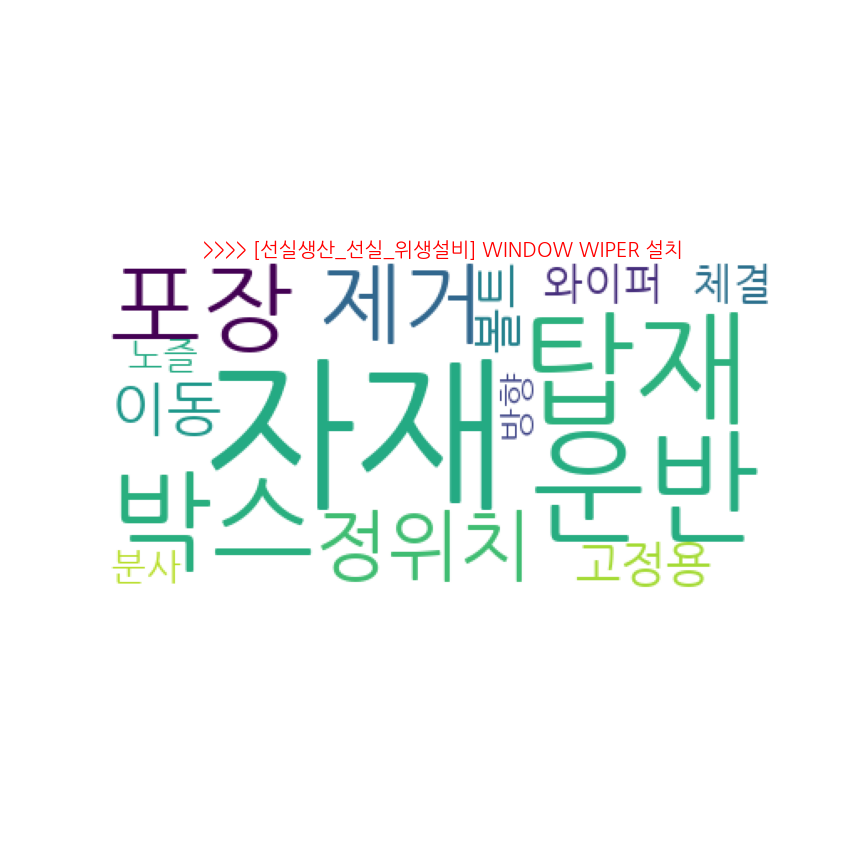 >>>> [선실생산_선실_위생설비] WINDOW WIPER 설치
포장 제거 볼트 와이퍼 체결
노즐 탑재
이동 자재 방향
박스 운반
정위치
분사 고정용